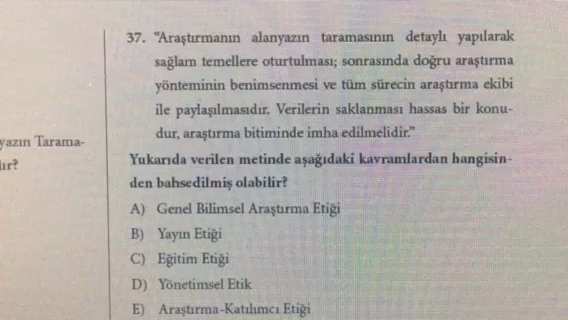 37. "Araştırmanın alanyazın taramasının detaylı yapılarak
sağlam temellere oturtulması; sonrasında doğru araştırma
yönteminin benimsenmesi ve tüm sürecin araştırma ekibi
ile paylaşılmasıdır. Verilerin saklanması hassas bir konu-
dur, araştırma bitiminde imha edilmelidir."
Yukarıda verilen metinde aşağıdaki kavramlardan hangisin-
den bahsedilmiş olabilir?
A) Genel Bilimsel Araştırma Etiği
B) Yayın Etiği
C) Eğitim Etiği
D) Yönetimsel Etik
E) Araştırma-Katılımcı Etiği
yazın Tarama-